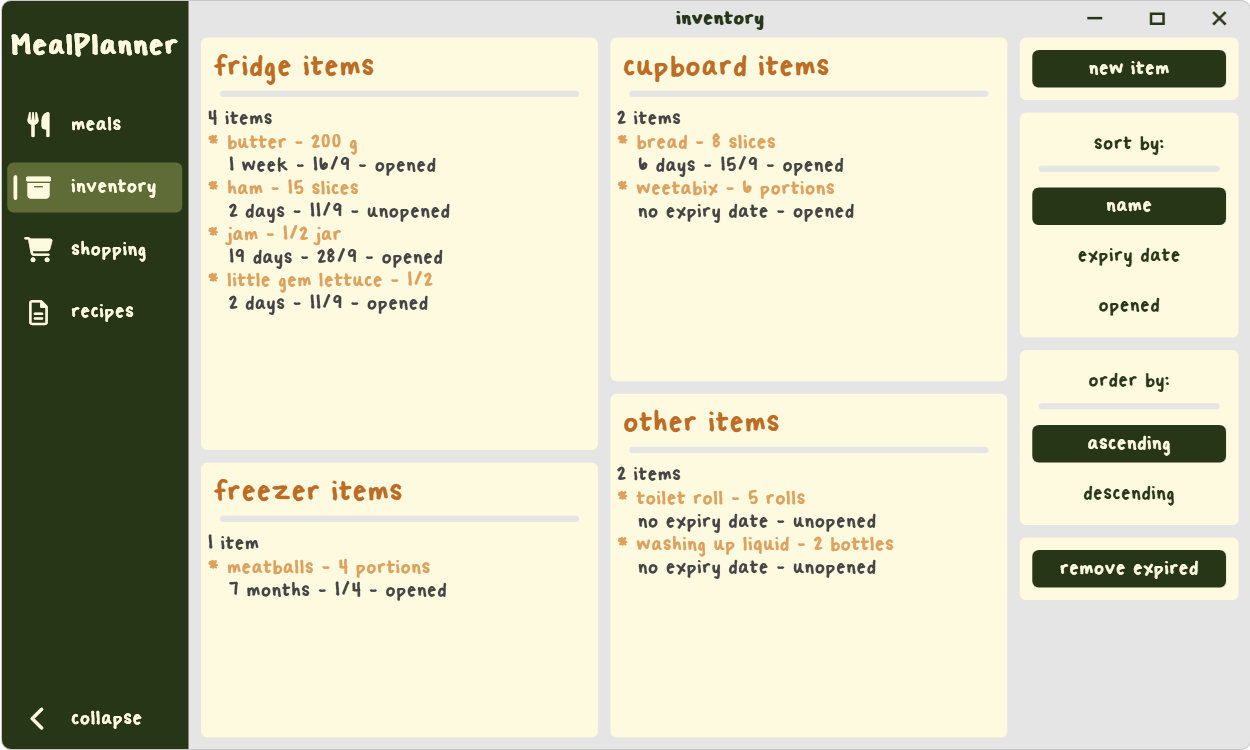 inventory
MealPlanner
meals
inventory
shopping
recipes
collapse
fridge items
4 items
* butter - 200 g
1 week - 16/9 - opened
* ham - 15 slices
2 days - 11/9 - unopened
* jam - 1/2 jar
19 days - 28/9 - opened
* little gem lettuce - 1/2
2 days - 11/9 - opened
freezer items
1 item
* meatballs - 4 portions
7 months - 1/4 - opened
cupboard items
2 items
* bread - 8 slices
6 days - 15/9 - opened
* weetabix - 6 portions
no expiry date - opened
other items
2 items
* toilet roll - 5 rolls
no expiry date - unopened
* washing up liquid - 2 bottles
no expiry date - unopened
new item
sort by:
name
expiry date
opened
order by:
ascending
descending
remove expired